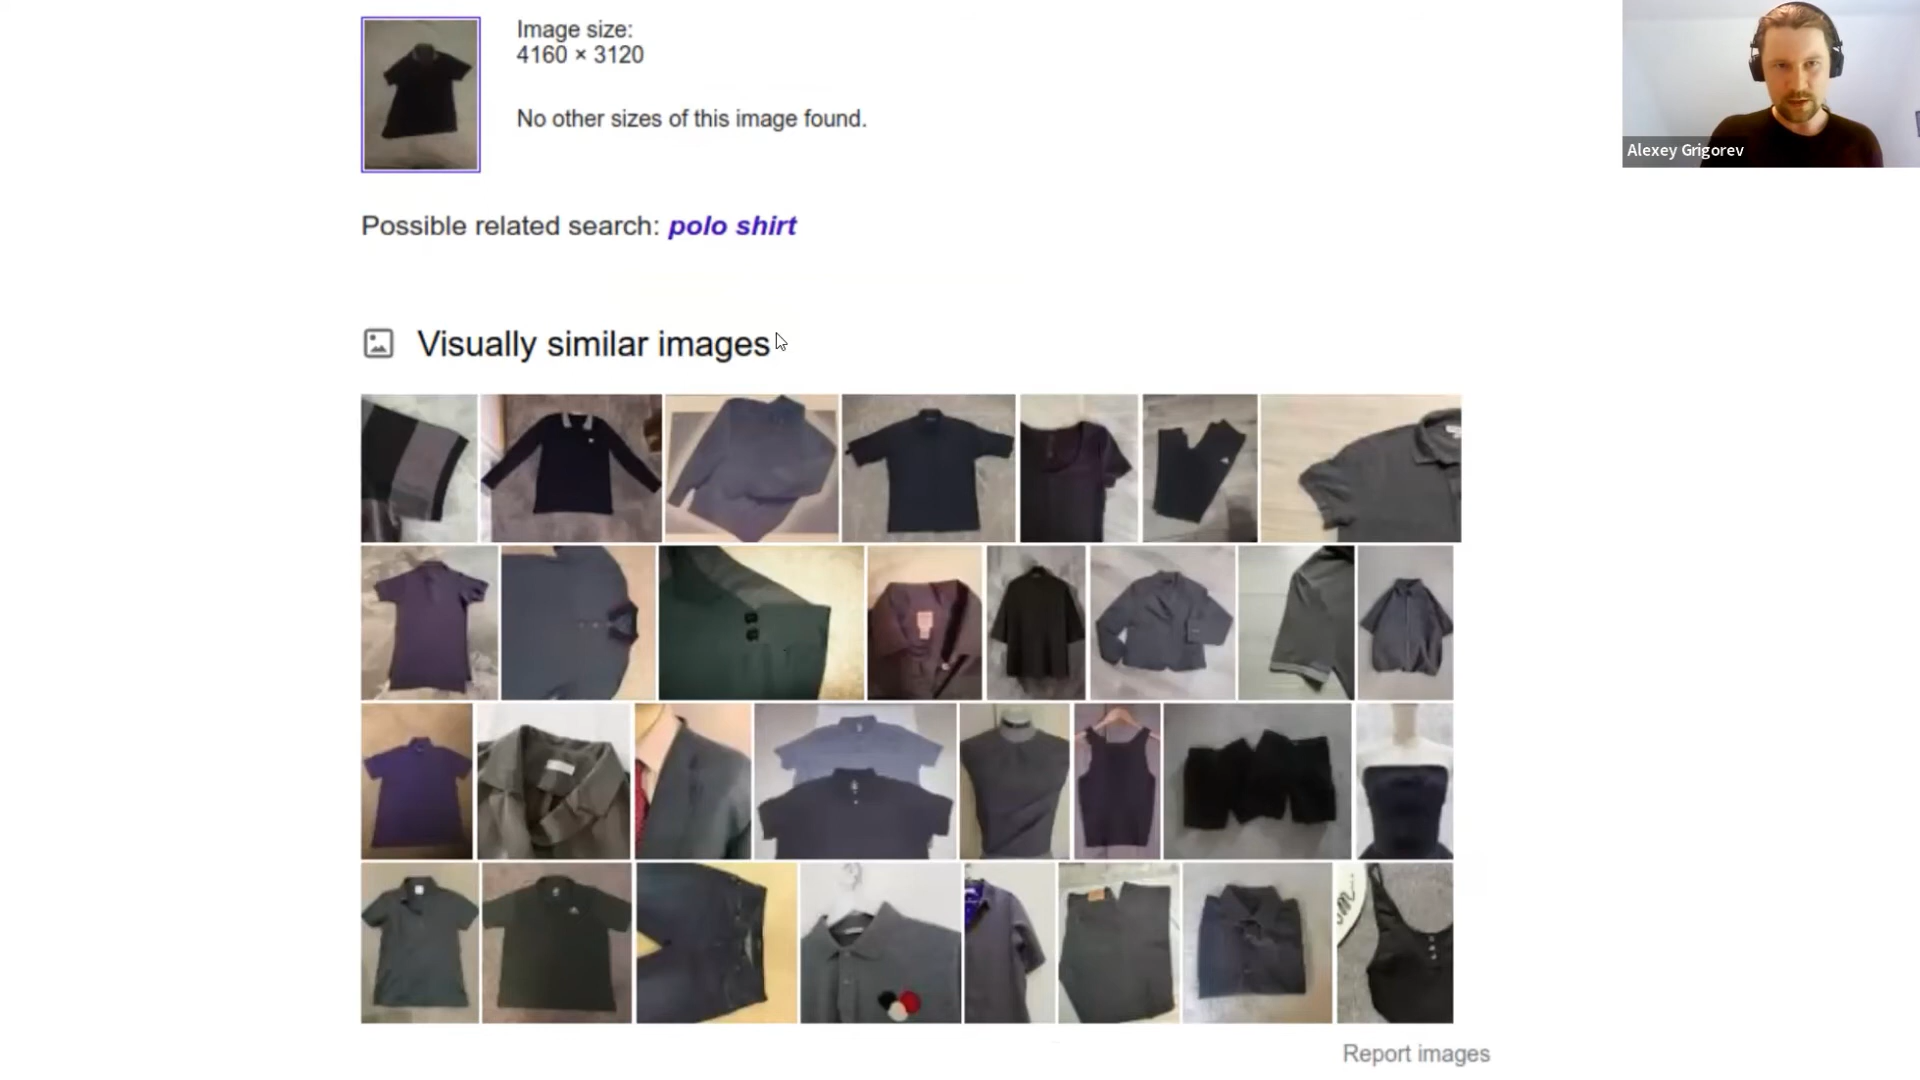 Image size:
4160 × 3120
No other sizes of this image found.
Alexey Grigorev
Possible related search: polo shirt
Visually similar images
Report images